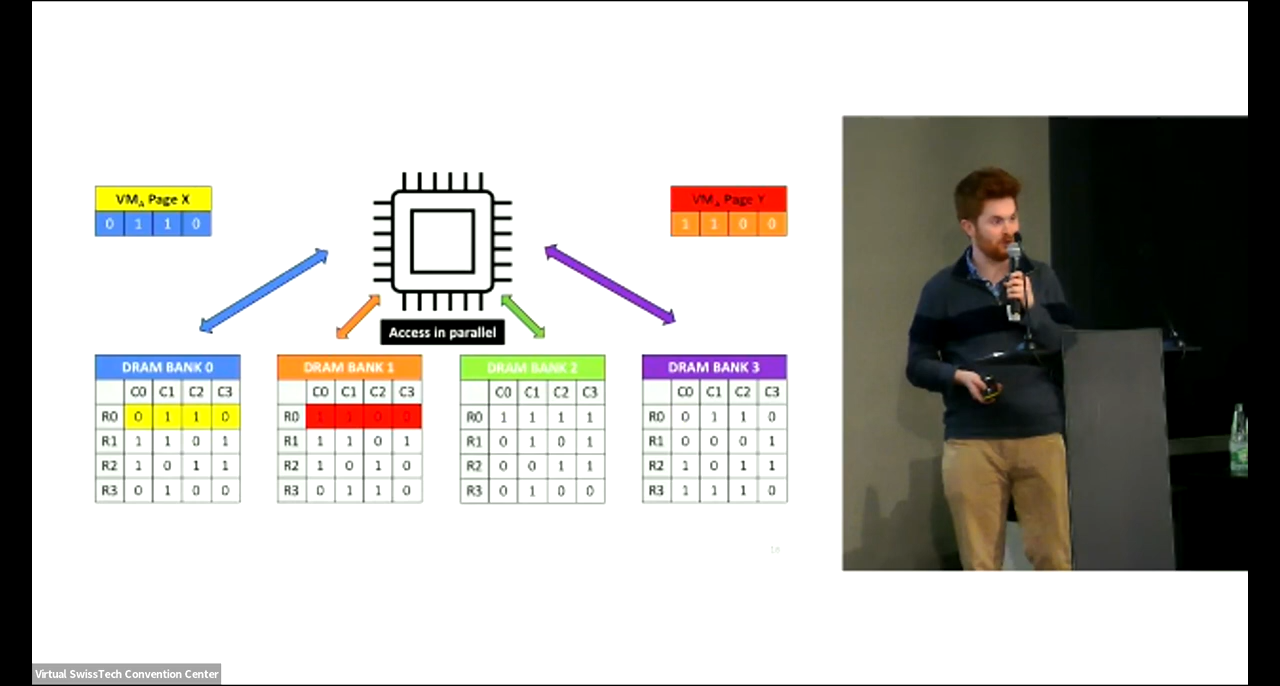 VMA Page X
0 1 1 0
VMA Page Y
1 1 0 0
Access in parallel
DRAM BANK 0
C0 C1 C2 C3
R0 0 1 1 0
R1 1 1 0 1
R2 1 0 1 1
R3 0 1 0 0
DRAM BANK 1
C0 C1 C2 C3
R0 1 1 0 0
R1 1 1 0 1
R2 1 0 1 0
R3 0 1 1 0
DRAM BANK 2
C0 C1 C2 C3
R0 1 1 1 1
R1 0 1 0 1
R2 0 0 1 1
R3 0 1 0 0
DRAM BANK 3
C0 C1 C2 C3
R0 0 1 1 0
R1 0 0 0 1
R2 1 0 1 1
R3 1 1 1 0
Virtual SwissTech Convention Center